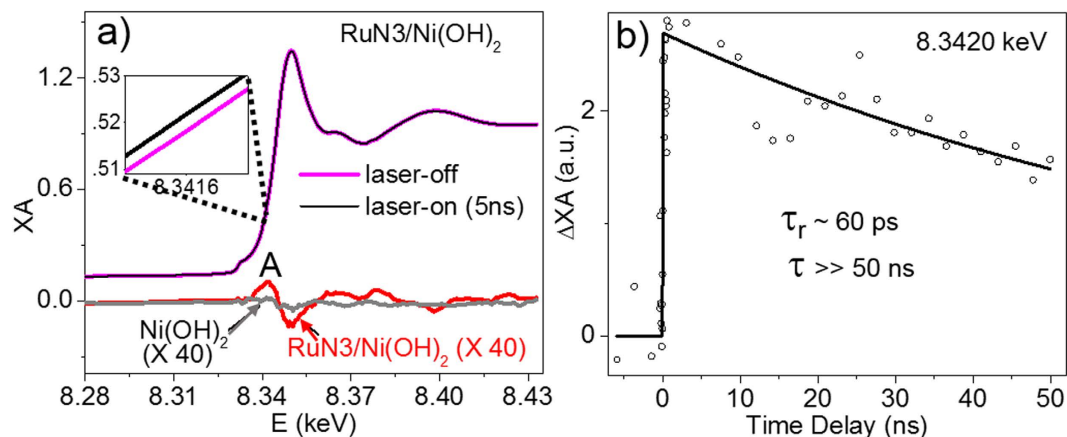 a)
RuN3/Ni(OH)₂
XA
1.2
0.6
0.0
.53
.52
.51
8.3416
laser-off
laser-on (5ns)
A
Ni(OH)₂
(X 40)
RuN3/Ni(OH)₂ (X 40)
8.28 8.31 8.34 8.37 8.40 8.43
E (keV)
b)
8.3420 keV
ΔXA (a.u.)
2
0
τᵣ ~ 60 ps
τ >> 50 ns
0 10 20 30 40 50
Time Delay (ns)